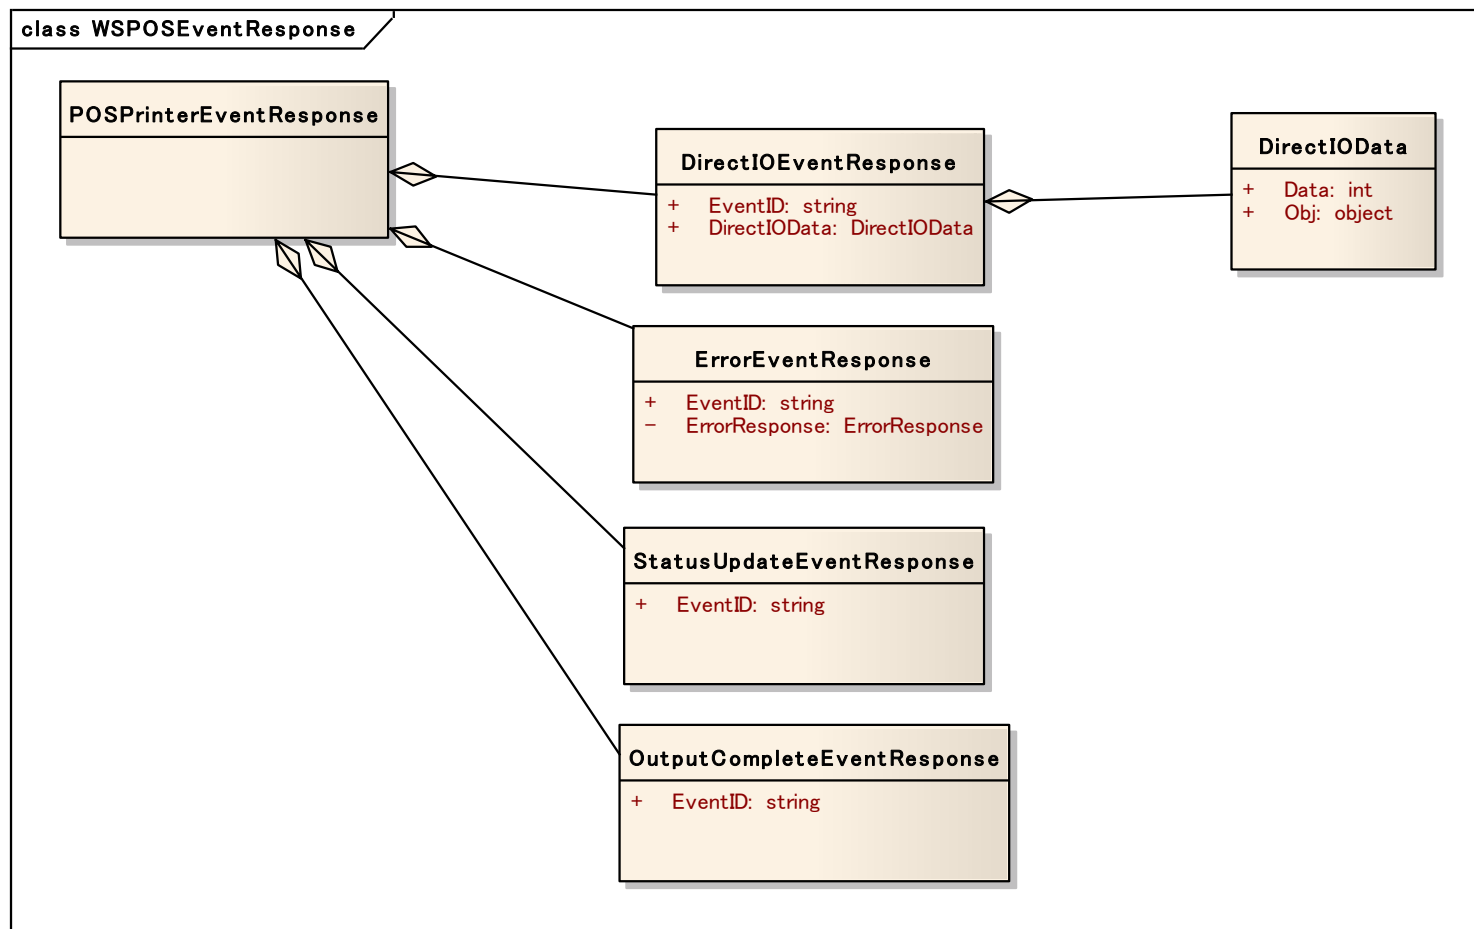 class WSPOSEventResponse
POSPrinterEventResponse
DirectIOEventResponse
+ EventID: string
+ DirectIOData: DirectIOData
DirectIOData
+ Data: int
+ Obj: object
ErrorEventResponse
+ EventID: string
- ErrorResponse: ErrorResponse
StatusUpdateEventResponse
+ EventID: string
OutputCompleteEventResponse
+ EventID: string